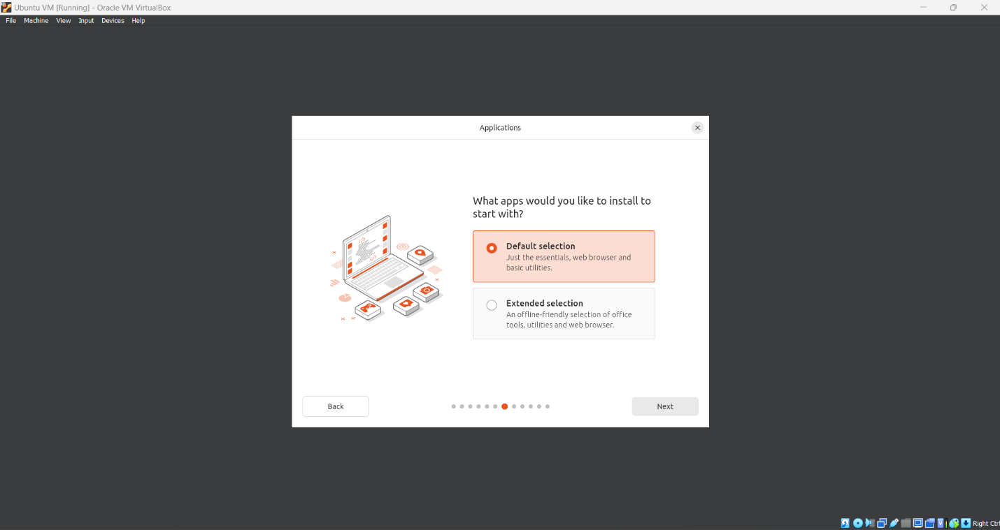 Ubuntu VM [Running] - Oracle VM VirtualBox
File Machine View Input Devices Help
Applications
What apps would you like to install to
start with?
Default selection
Just the essentials, web browser and
basic utilities.
Extended selection
An offline-friendly selection of office
tools, utilities and web browser.
Back
Next
Right Ctrl